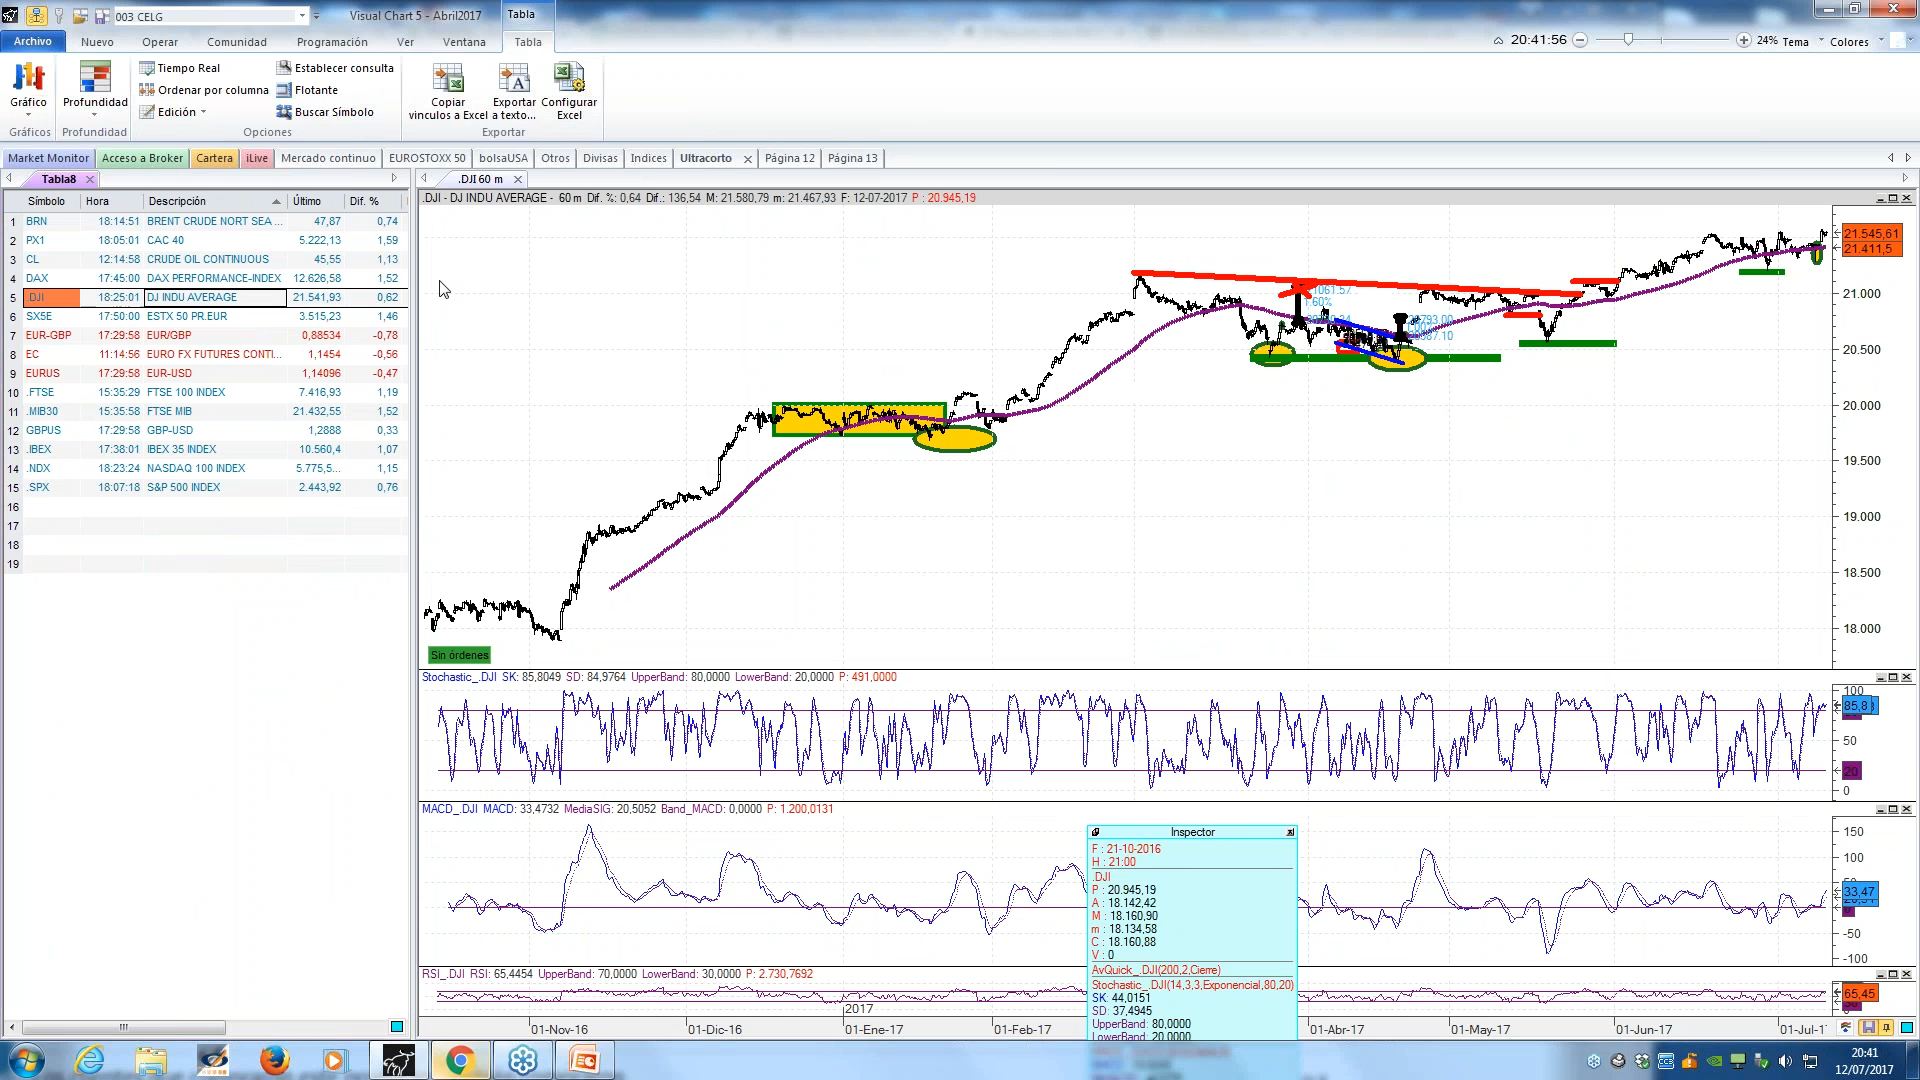 003 CELG
Visual Chart 5 - Abril2017
Tabla
Archivo Nuevo Operar Comunidad Programación Ver Ventana Tabla
20:41:56
24% Tema Colores
Gráfico
Profundidad
Tiempo Real
Ordenar por columna
Edición
Establecer consulta
Flotante
Buscar Símbolo
Copiar vinculos a Excel
Exportar a texto...
Configurar Excel
Gráficos Profundidad Opciones Exportar
Market Monitor Acceso a Broker Cartera iLive Mercado continuo EUROSTOXX 50 bolsaUSA Otros Divisas Indices Ultracorto Página 12 Página 13
Tabla8
.DJI 60 m
Símbolo Hora Descripción Último Dif. %
1 BRN 18:14:51 BRENT CRUDE NORT SEA ... 47,87 0,74
2 PX1 18:05:01 CAC 40 5.222,13 1,59
3 CL 12:14:58 CRUDE OIL CONTINUOUS 45,55 1,13
4 DAX 17:45:00 DAX PERFORMANCE-INDEX 12.626,58 1,52
5 .DJI 18:25:01 DJ INDU AVERAGE 21.541,93 0,62
6 SX5E 17:50:00 ESTX 50 PR.EUR 3.515,23 1,46
7 EUR-GBP 17:29:58 EUR/GBP 0,88534 -0,78
8 EC 11:14:56 EURO FX FUTURES CONTI... 1,1454 -0,56
9 EURUS 17:29:58 EUR-USD 1,14096 -0,47
10 .FTSE 15:35:29 FTSE 100 INDEX 7.416,93 1,19
11 .MIB30 15:35:58 FTSE MIB 21.432,55 1,52
12 GBPUS 17:29:58 GBP-USD 1,2888 0,33
13 .IBEX 17:38:01 IBEX 35 INDEX 10.560,4 1,07
14 .NDX 18:23:24 NASDAQ 100 INDEX 5.775,5... 1,15
15 .SPX 18:07:18 S&P 500 INDEX 2.443,92 0,76
16
17
18
19
.DJI - DJ INDU AVERAGE - 60 m Dif. %: 0,64 Dif.: 136,54 M: 21.580,79 m: 21.467,93 F: 12-07-2017 P : 20.945,19
21.545,61
21.411,5
21.000
20.500
20.000
19.500
19.000
18.500
18.000
1061.57
1.60%
Sin órdenes
Stochastic_.DJI SK: 85,8049 SD: 84,9764 UpperBand: 80,0000 LowerBand: 20,0000 P: 491,0000
100
85,8
50
20
0
MACD_.DJI MACD: 33,4732 MediaSIG: 20,5052 Band_MACD: 0,0000 P: 1.200,0131
150
100
33,47
-50
-100
Inspector
F : 21-10-2016
H : 21:00
.DJI
P : 20.945,19
A : 18.142,42
M : 18.160,90
m : 18.134,58
C : 18.160,88
V : 0
AvQuick_.DJI(200,2,Cierre)
Stochastic_.DJI(14,3,3,Exponencial,80,20)
SK: 44,0151
SD: 37,4945
UpperBand: 80,0000
LowerBand: 20,0000
RSI_.DJI RSI: 65,4454 UpperBand: 70,0000 LowerBand: 30,0000 P: 2.730,7692
65,45
2017
01-Nov-16 01-Dic-16 01-Ene-17 01-Feb-17 01-Abr-17 01-May-17 01-Jun-17 01-Jul-1
20:41
12/07/2017